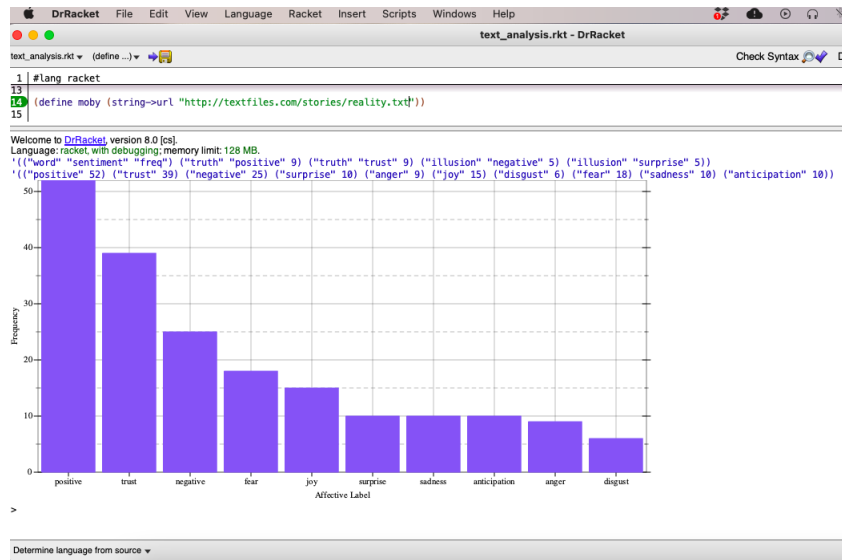 DrRacket File Edit View Language Racket Insert Scripts Windows Help
text_analysis.rkt - DrRacket
text_analysis.rkt (define ...) Check Syntax
1 #lang racket
13
14 (define moby (string->url "http://textfiles.com/stories/reality.txt"))
15
Welcome to DrRacket, version 8.0 [cs].
Language: racket, with debugging; memory limit: 128 MB.
'(("word" "sentiment" "freq") ("truth" "positive" 9) ("truth" "trust" 9) ("illusion" "negative" 5) ("illusion" "surprise" 5))
'(("positive" 52) ("trust" 39) ("negative" 25) ("surprise" 10) ("anger" 9) ("joy" 15) ("disgust" 6) ("fear" 18) ("sadness" 10) ("anticipation" 10))
50
40
30
20
10
0
Frequency
positive trust negative fear joy surprise sadness anticipation anger disgust
Affective Label
>
Determine language from source